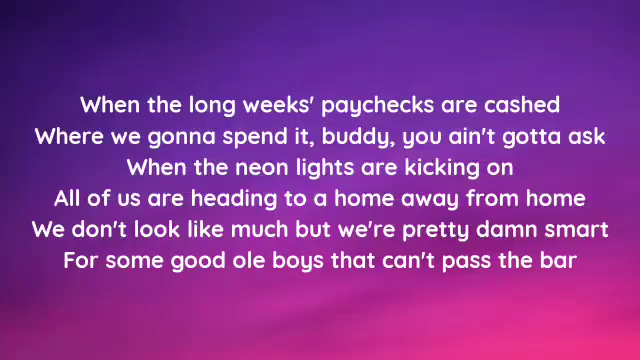 When the long weeks' paychecks are cashed
Where we gonna spend it, buddy, you ain't gotta ask
When the neon lights are kicking on
All of us are heading to a home away from home
We don't look like much but we're pretty damn smart
For some good ole boys that can't pass the bar